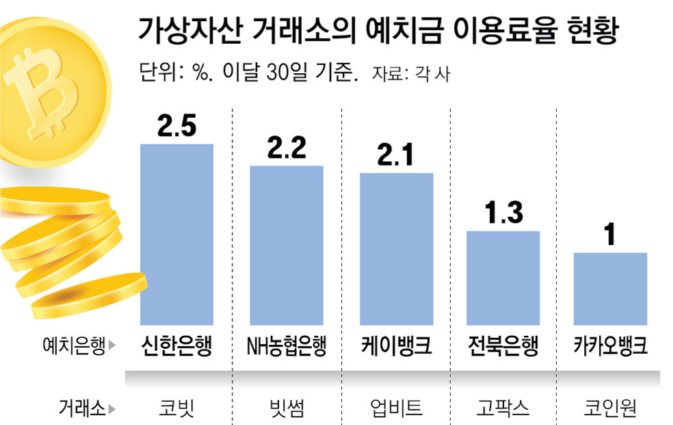 가상자산 거래소의 예치금 이용료율 현황
단위: %. 이달 30일 기준. 자료: 각 사
2.5 2.2 2.1 1.3 1
예치은행 신한은행 NH농협은행 케이뱅크 전북은행 카카오뱅크
거래소 코빗 빗썸 업비트 고팍스 코인원